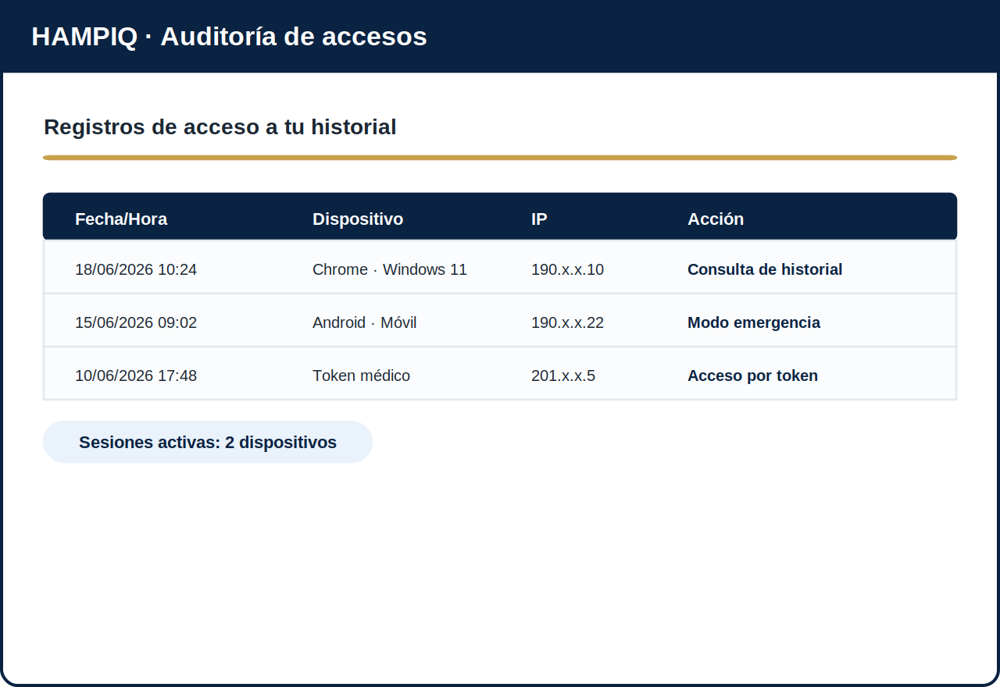 HAMPIQ · Auditoría de accesos
Registros de acceso a tu historial
Fecha/Hora Dispositivo IP Acción
18/06/2026 10:24 Chrome · Windows 11 190.x.x.10 Consulta de historial
15/06/2026 09:02 Android · Móvil 190.x.x.22 Modo emergencia
10/06/2026 17:48 Token médico 201.x.x.5 Acceso por token
Sesiones activas: 2 dispositivos